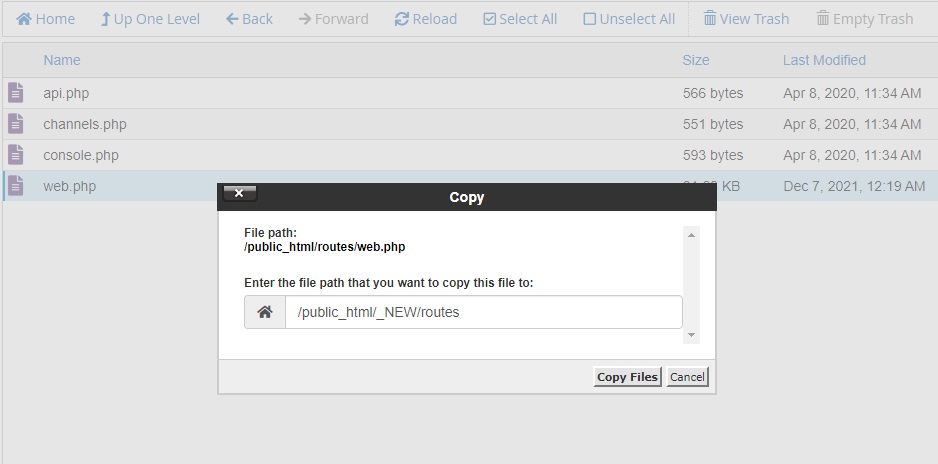 Home Up One Level Back Forward Reload Select All Unselect All View Trash Empty Trash
Name Size Last Modified
api.php 566 bytes Apr 8, 2020, 11:34 AM
channels.php 551 bytes Apr 8, 2020, 11:34 AM
console.php 593 bytes Apr 8, 2020, 11:34 AM
web.php KB Dec 7, 2021, 12:19 AM
Copy
File path:
/public_html/routes/web.php
Enter the file path that you want to copy this file to:
/public_html/_NEW/routes
Copy Files Cancel